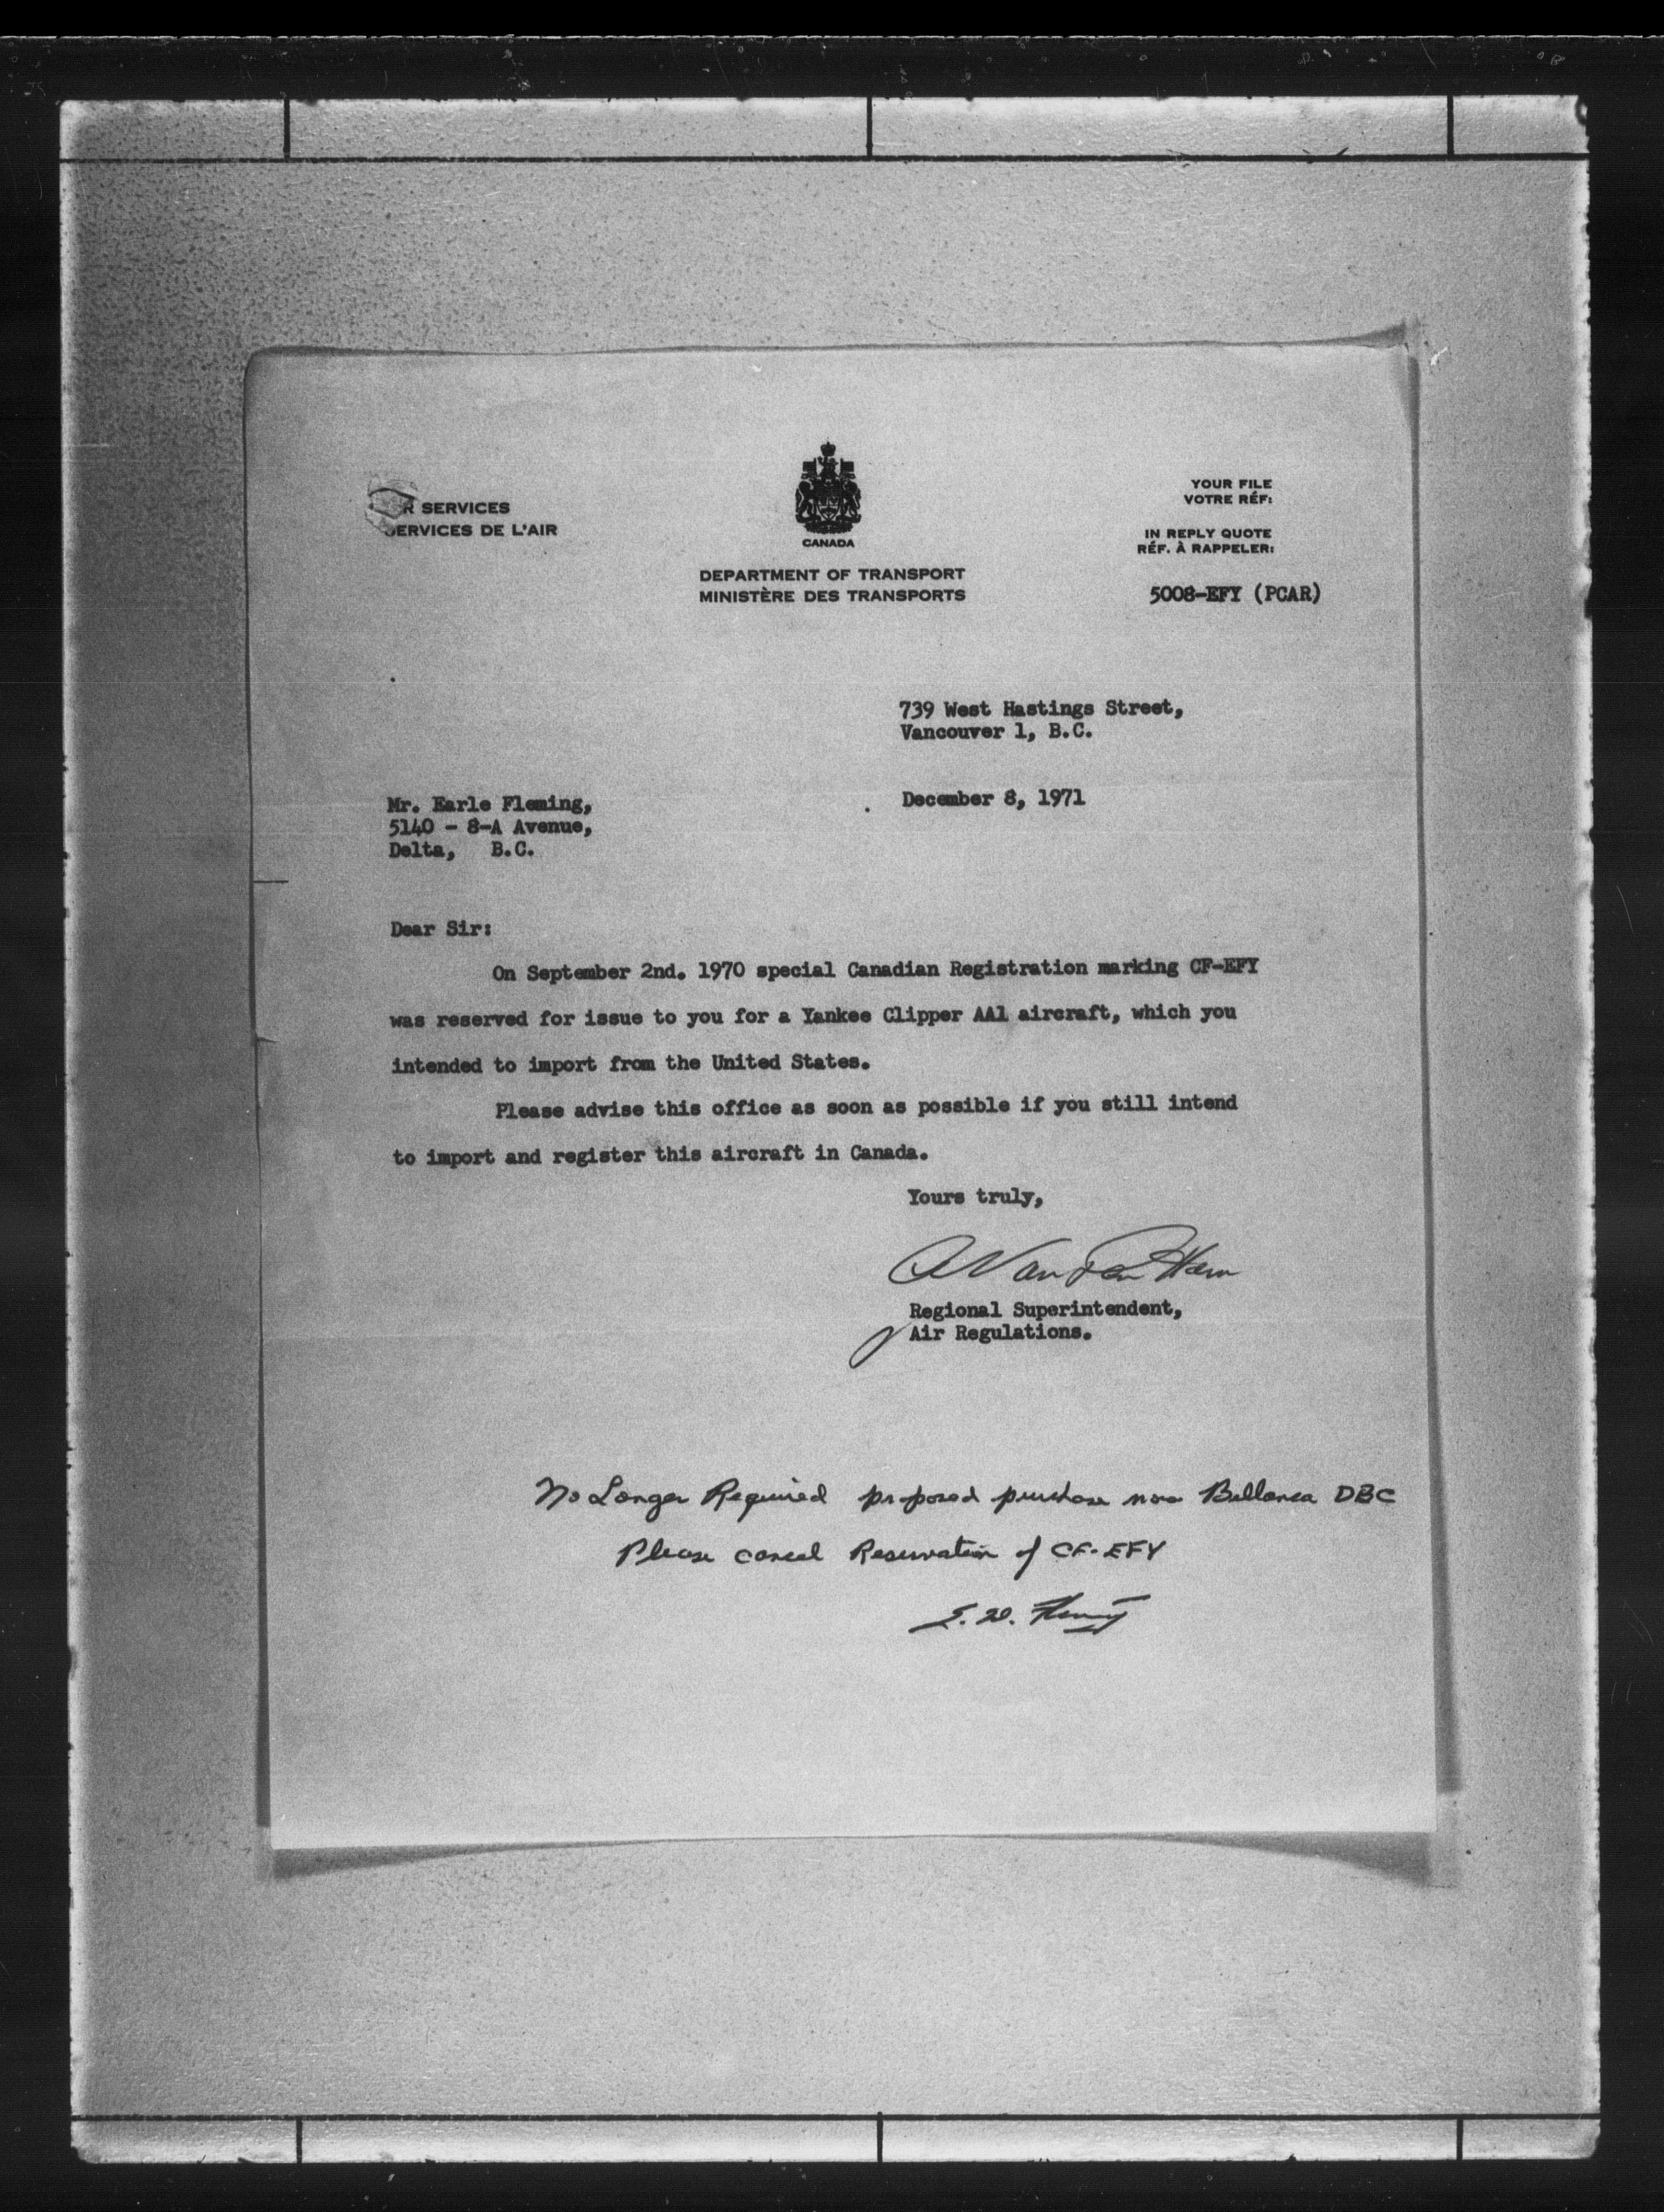 R SERVICES
SERVICES DE L'AIR
CANADA
DEPARTMENT OF TRANSPORT
MINISTÈRE DES TRANSPORTS
YOUR FILE
VOTRE RÉF:
IN REPLY QUOTE
RÉF. À RAPPELER:
5008-EFY (PCAR)
739 West Hastings Street,
Vancouver 1, B.C.
December 8, 1971
Mr. Earle Fleming,
5140 - 8-A Avenue,
Delta, B.C.
Dear Sir:
On September 2nd. 1970 special Canadian Registration marking CF-EFY
was reserved for issue to you for a Yankee Clipper AA1 aircraft, which you
intended to import from the United States.
Please advise this office as soon as possible if you still intend
to import and register this aircraft in Canada.
Yours truly,
Regional Superintendent,
Air Regulations.
No Longer Required proposed purchase now Bellanca DBC
Please cancel Reservation of CF-EFY
E. W. Fleming